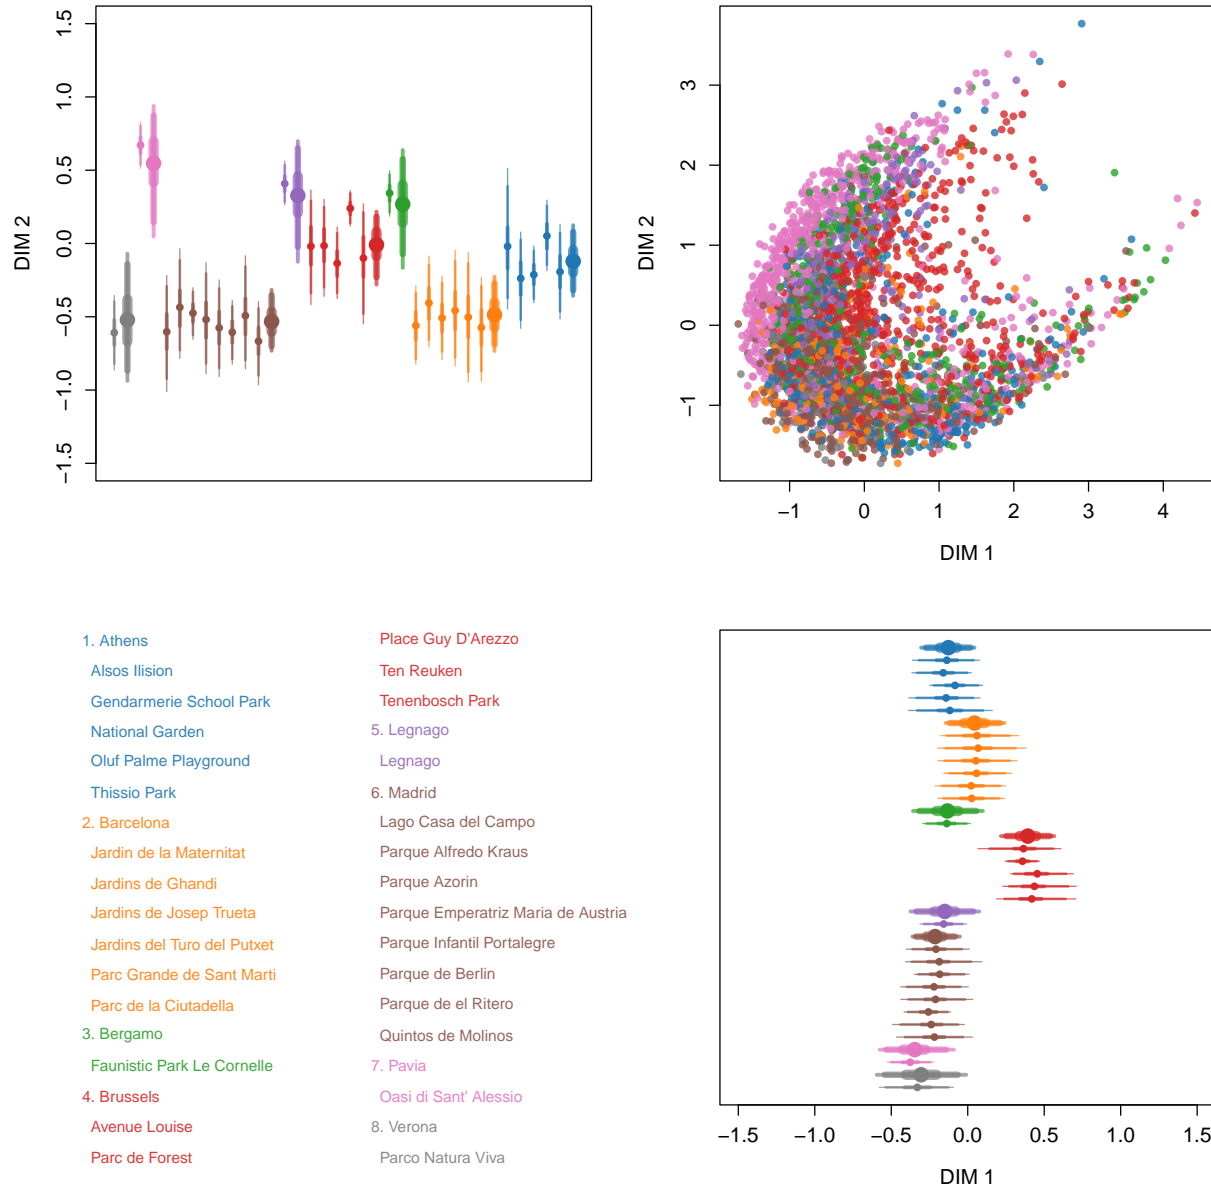 1.5
1.0
0.5
0.0
−0.5
−1.0
−1.5
DIM 2
3
2
1
0
−1
DIM 2
−1 0 1 2 3 4
DIM 1
1. Athens
Alsos Ilision
Gendarmerie School Park
National Garden
Oluf Palme Playground
Thissio Park
2. Barcelona
Jardin de la Maternitat
Jardins de Ghandi
Jardins de Josep Trueta
Jardins del Turo del Putxet
Parc Grande de Sant Marti
Parc de la Ciutadella
3. Bergamo
Faunistic Park Le Cornelle
4. Brussels
Avenue Louise
Parc de Forest
Place Guy D'Arezzo
Ten Reuken
Tenenbosch Park
5. Legnago
Legnago
6. Madrid
Lago Casa del Campo
Parque Alfredo Kraus
Parque Azorin
Parque Emperatriz Maria de Austria
Parque Infantil Portalegre
Parque de Berlin
Parque de el Ritero
Quintos de Molinos
7. Pavia
Oasi di Sant' Alessio
8. Verona
Parco Natura Viva
−1.5 −1.0 −0.5 0.0 0.5 1.0 1.5
DIM 1